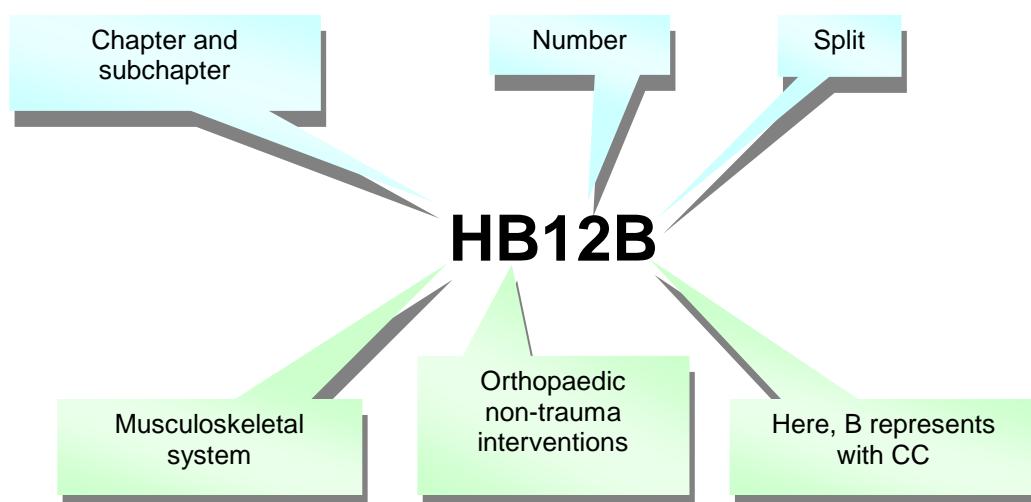 Chapter and
subchapter
Number
Split
HB12B
Musculoskeletal
system
Orthopaedic
non-trauma
interventions
Here, B represents
with CC